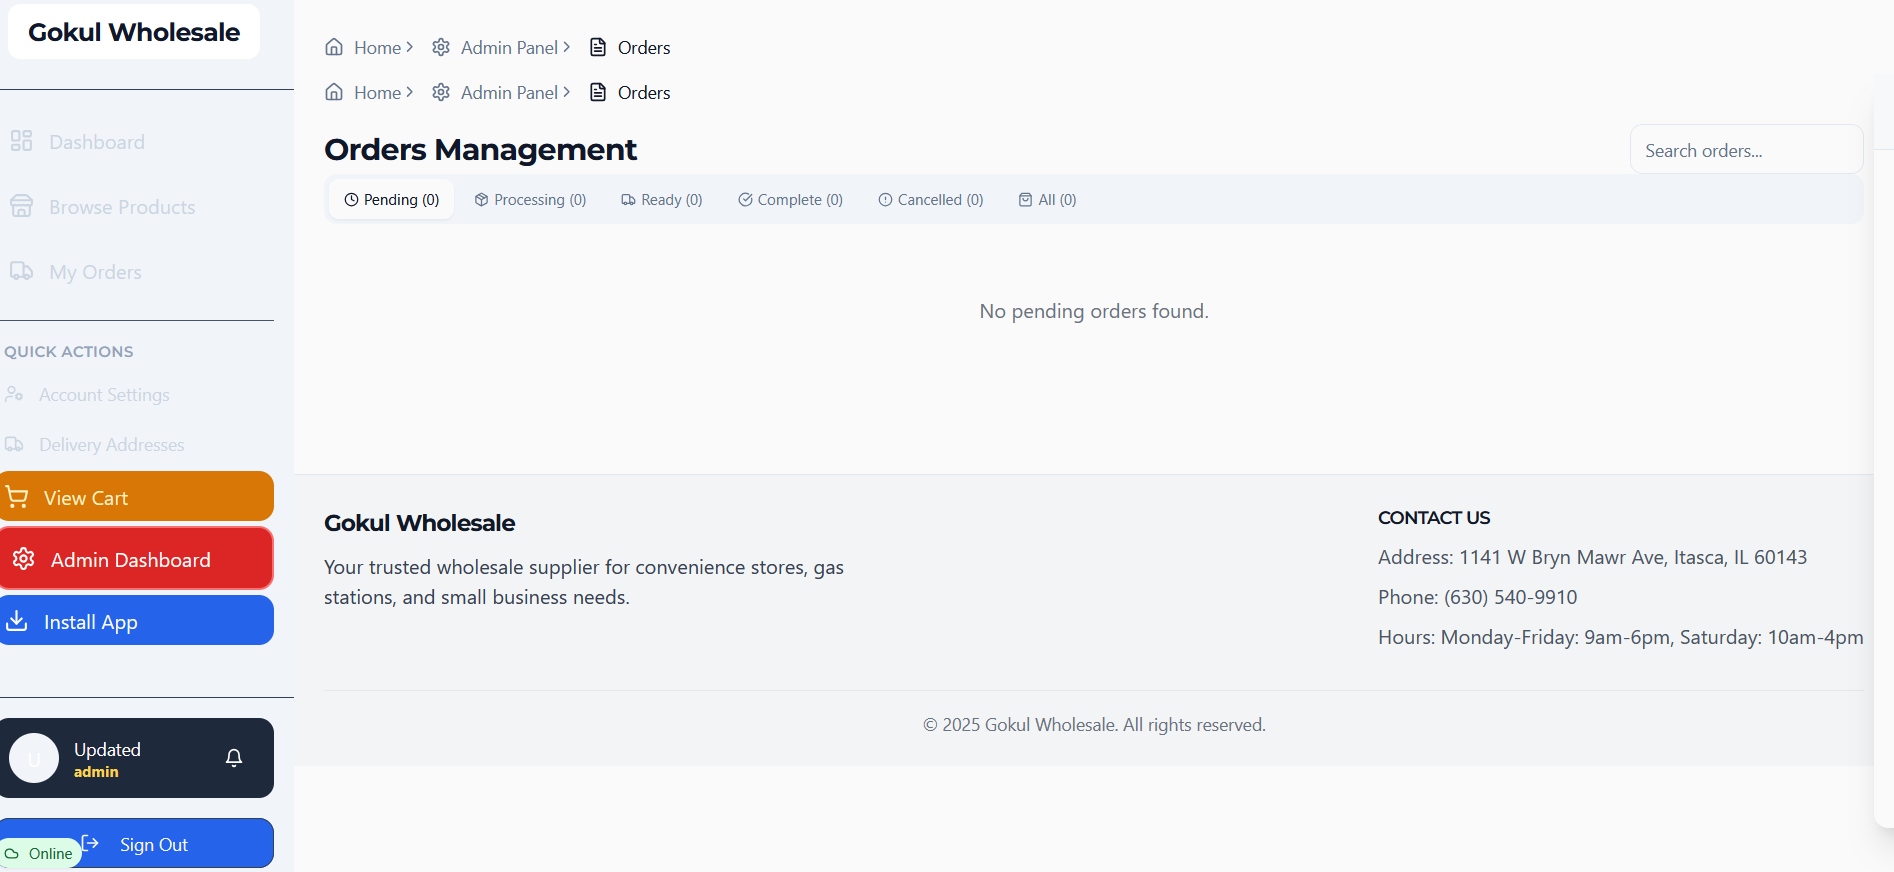 Gokul Wholesale
Dashboard
Browse Products
My Orders
QUICK ACTIONS
Account Settings
Delivery Addresses
View Cart
Admin Dashboard
Install App
U
Updated
admin
Sign Out
Online
Home > Admin Panel > Orders
Home > Admin Panel > Orders
Orders Management
Search orders...
Pending (0) Processing (0) Ready (0) Complete (0) Cancelled (0) All (0)
No pending orders found.
Gokul Wholesale
Your trusted wholesale supplier for convenience stores, gas
stations, and small business needs.
CONTACT US
Address: 1141 W Bryn Mawr Ave, Itasca, IL 60143
Phone: (630) 540-9910
Hours: Monday-Friday: 9am-6pm, Saturday: 10am-4pm
© 2025 Gokul Wholesale. All rights reserved.